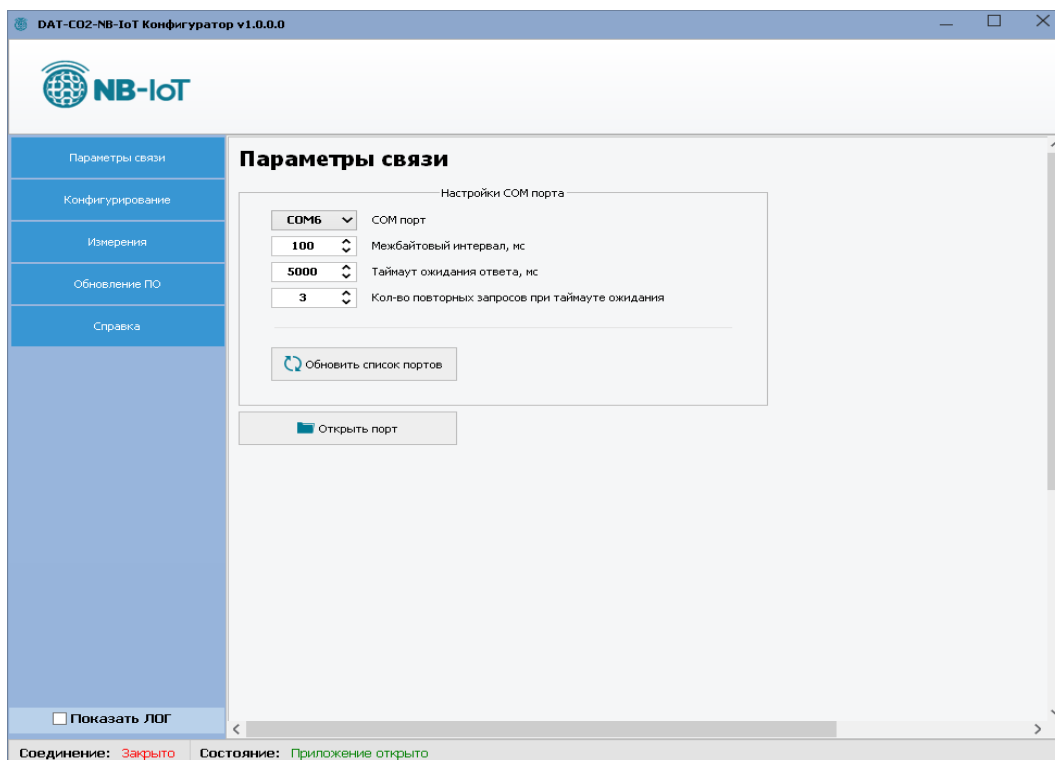 DAT-CO2-NB-IoT Конфигуратор v1.0.0.0
NB-IoT
Параметры связи
Конфигурирование
Измерения
Обновление ПО
Справка
Параметры связи
Настройки COM порта
COM6 COM порт
100 Межбайтовый интервал, мс
5000 Таймаут ожидания ответа, мс
3 Кол-во повторных запросов при таймауте ожидания
Обновить список портов
Открыть порт
Показать ЛОГ
Соединение: Закрыто Состояние: Приложение открыто